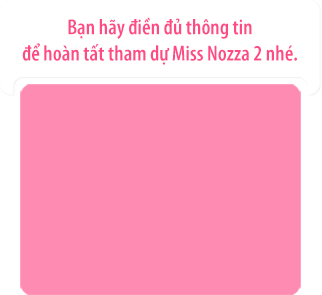 Bạn hãy điền đủ thông tin
để hoàn tất tham dự Miss Nozza 2 nhé.